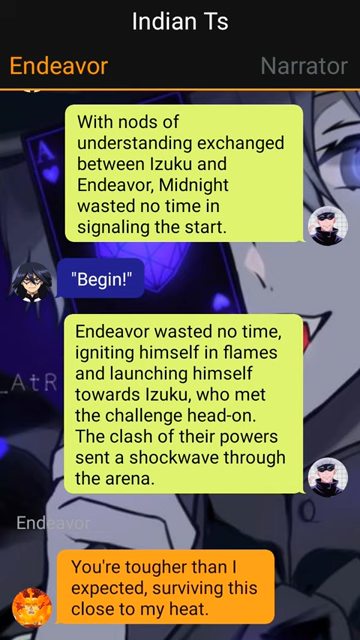 Indian Ts
Endeavor
Narrator
With nods of
understanding exchanged
between Izuku and
Endeavor, Midnight
wasted no time in
signaling the start.
"Begin!"
Endeavor wasted no time,
igniting himself in flames
and launching himself
towards Izuku, who met
the challenge head-on.
The clash of their powers
sent a shockwave through
the arena.
Endeavor
You're tougher than I
expected, surviving this
close to my heat.
A
_AtR